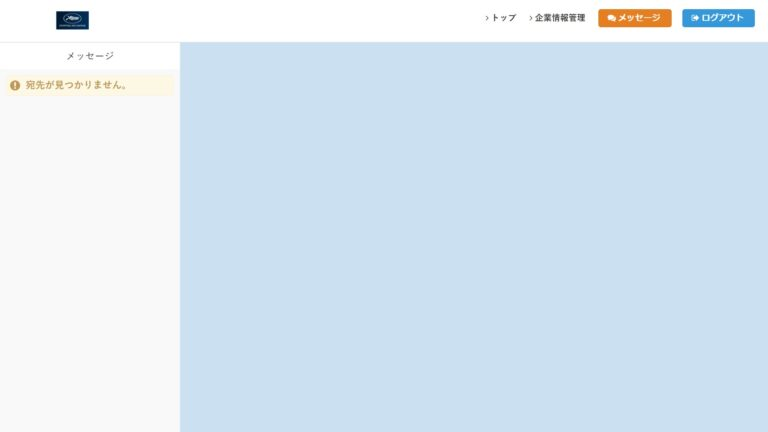 トップ
企業情報管理
メッセージ
ログアウト
メッセージ
宛先が見つかりません。